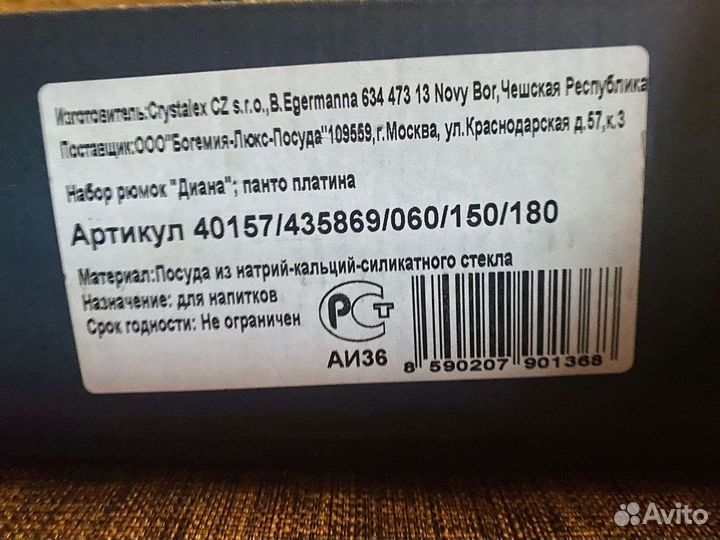 Изготовитель:Crystalex CZ s.r.o.,B.Egermanna 634 473 13 Novy Bor,Чешская Республика
Поставщик:ООО"Богемия-Люкс-Посуда"109559,г.Москва, ул.Краснодарская д.57,к.3
Набор рюмок "Диана"; панто платина
Артикул 40157/435869/060/150/180
Материал:Посуда из натрий-кальций-силикатного стекла
Назначение: для напитков
Срок годности: Не ограничен
РСТ
АИ36
8 590207 901368
Avito